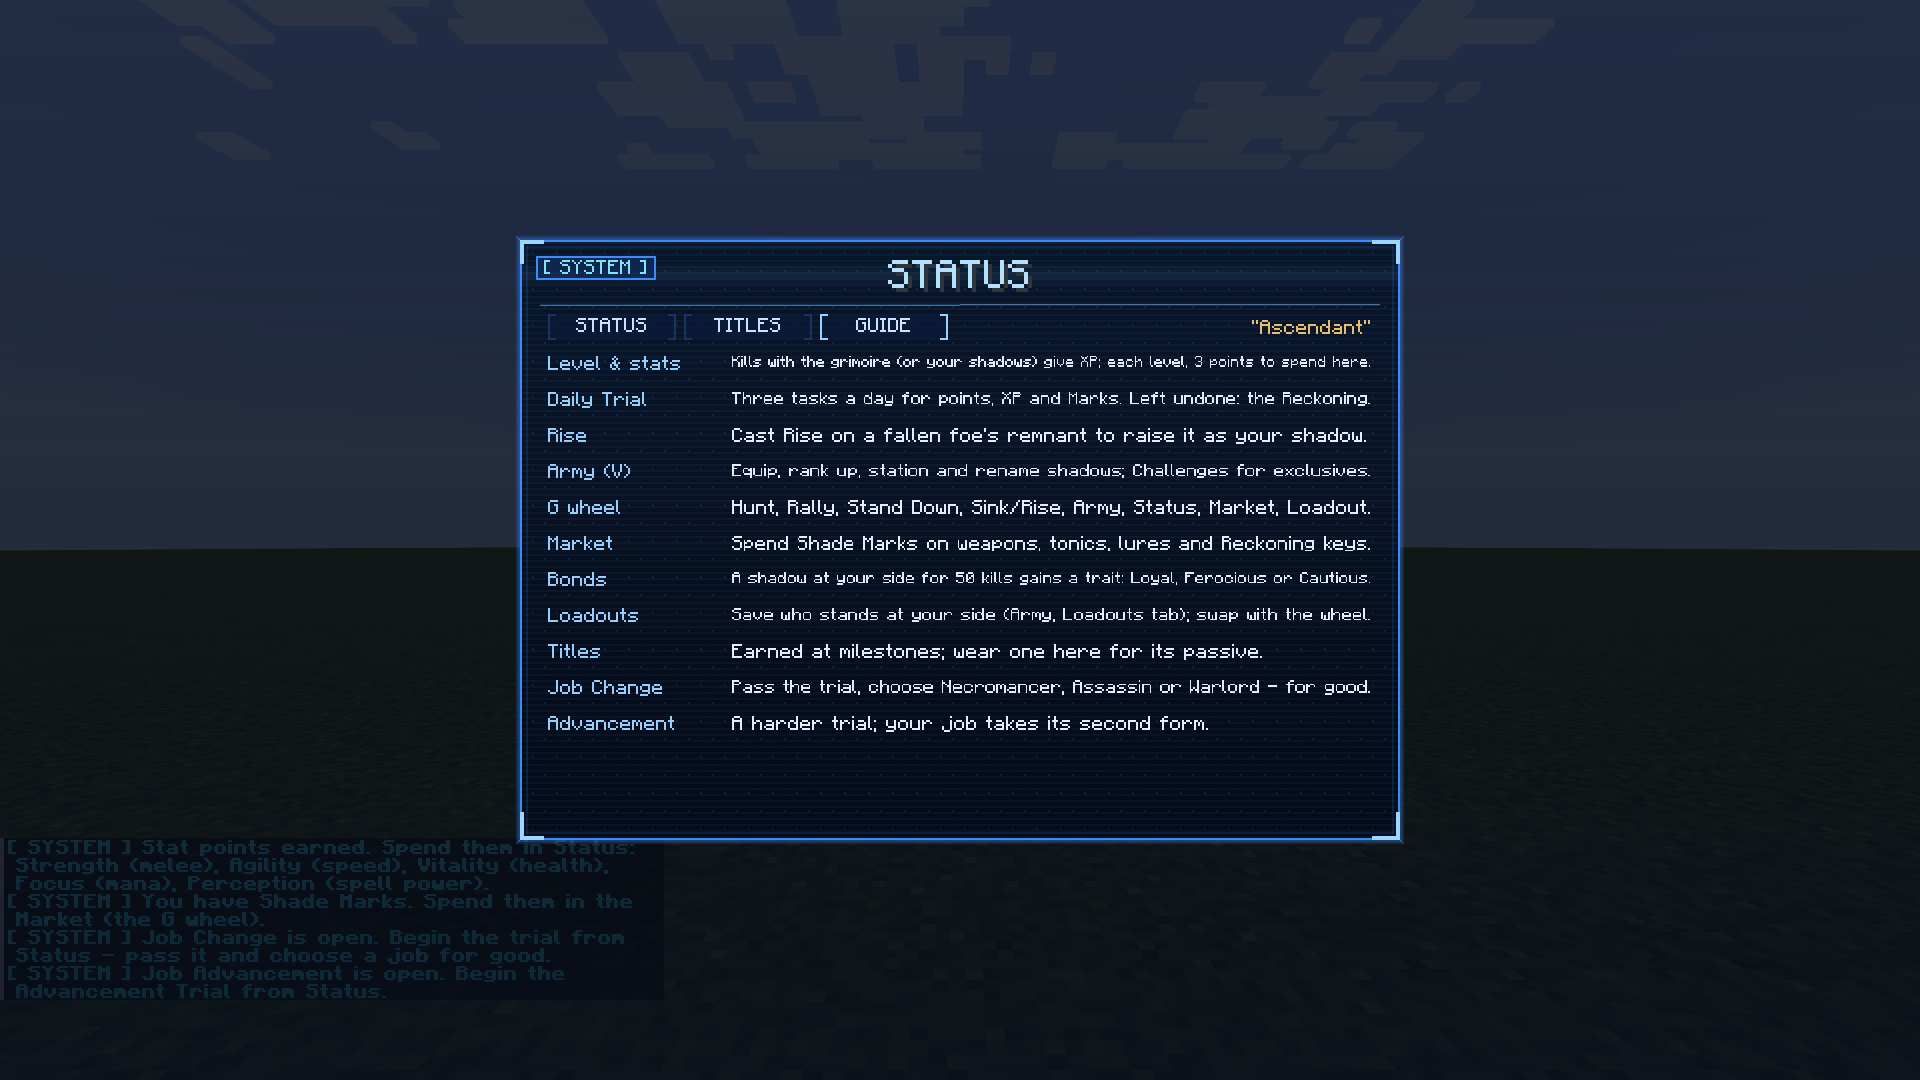 [ SYSTEM ]
STATUS
[ STATUS ] [ TITLES ] [ GUIDE ]
"Ascendant"
Level & stats Kills with the grimoire (or your shadows) give XP; each level, 3 points to spend here.
Daily Trial Three tasks a day for points, XP and Marks. Left undone: the Reckoning.
Rise Cast Rise on a fallen foe's remnant to raise it as your shadow.
Army (V) Equip, rank up, station and rename shadows; Challenges for exclusives.
G wheel Hunt, Rally, Stand Down, Sink/Rise, Army, Status, Market, Loadout.
Market Spend Shade Marks on weapons, tonics, lures and Reckoning keys.
Bonds A shadow at your side for 50 kills gains a trait: Loyal, Ferocious or Cautious.
Loadouts Save who stands at your side (Army, Loadouts tab); swap with the wheel.
Titles Earned at milestones; wear one here for its passive.
Job Change Pass the trial, choose Necromancer, Assassin or Warlord – for good.
Advancement A harder trial; your job takes its second form.
[ SYSTEM ] Stat points earned. Spend them in Status:
Strength (melee), Agility (speed), Vitality (health),
Focus (mana), Perception (spell power).
[ SYSTEM ] You have Shade Marks. Spend them in the
Market (the G wheel).
[ SYSTEM ] Job Change is open. Begin the trial from
Status – pass it and choose a job for good.
[ SYSTEM ] Job Advancement is open. Begin the
Advancement Trial from Status.